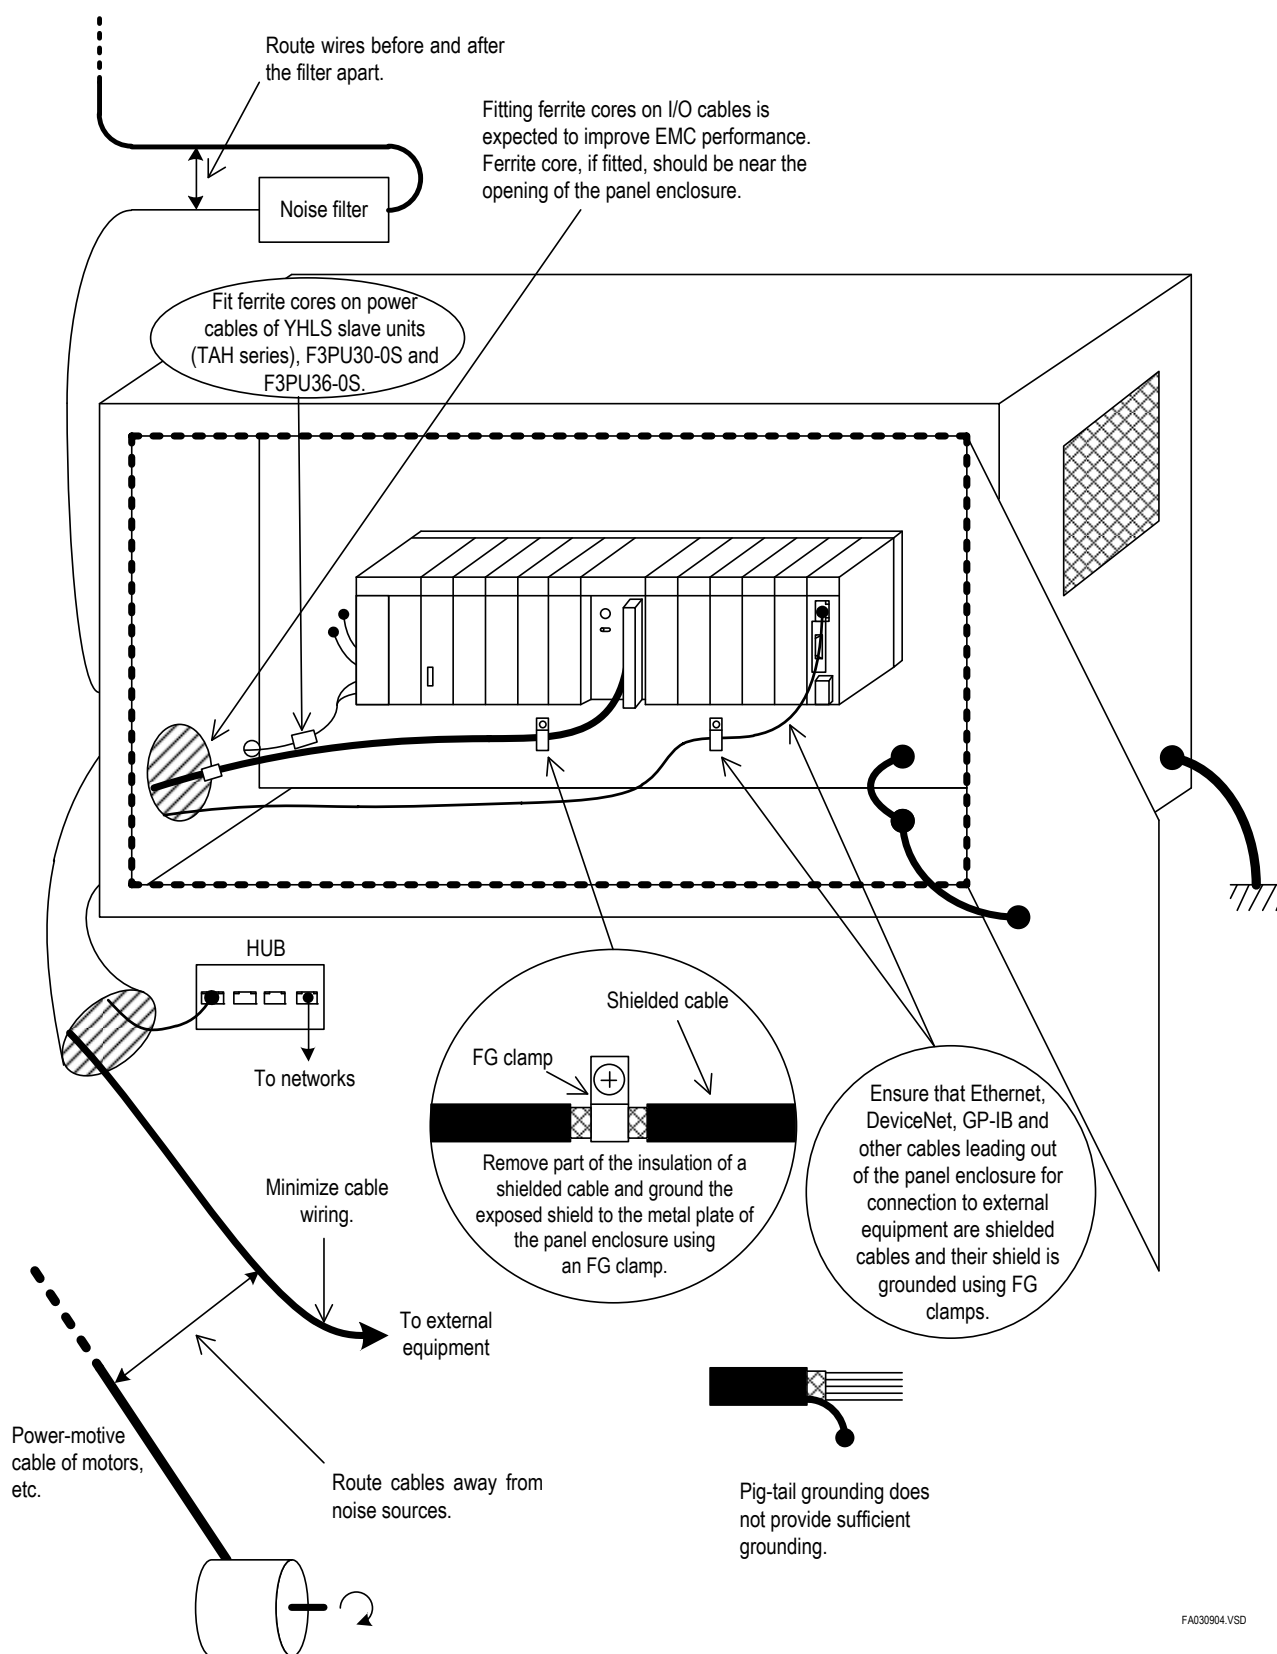 Route wires before and after
the filter apart.
Fitting ferrite cores on I/O cables is
expected to improve EMC performance.
Ferrite core, if fitted, should be near the
opening of the panel enclosure.
Noise filter
Fit ferrite cores on power
cables of YHLS slave units
(TAH series), F3PU30-0S and
F3PU36-0S.
HUB
To networks
Shielded cable
FG clamp
Remove part of the insulation of a
shielded cable and ground the
exposed shield to the metal plate of
the panel enclosure using
an FG clamp.
Ensure that Ethernet,
DeviceNet, GP-IB and
other cables leading out
of the panel enclosure for
connection to external
equipment are shielded
cables and their shield is
grounded using FG
clamps.
Minimize cable
wiring.
To external
equipment
Power-motive
cable of motors,
etc.
Route cables away from
noise sources.
Pig-tail grounding does
not provide sufficient
grounding.
FA030904.VSD